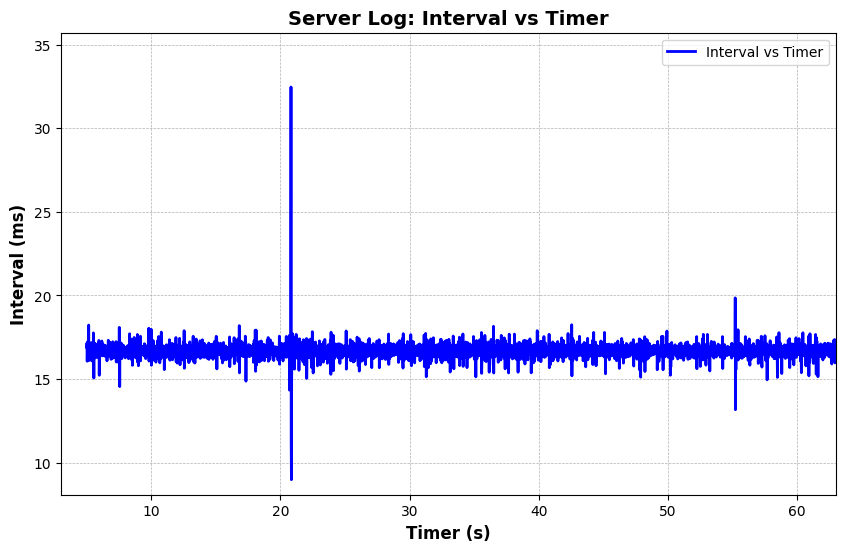 Server Log: Interval vs Timer
Interval vs Timer
35
30
25
20
15
10
Interval (ms)
10 20 30 40 50 60
Timer (s)